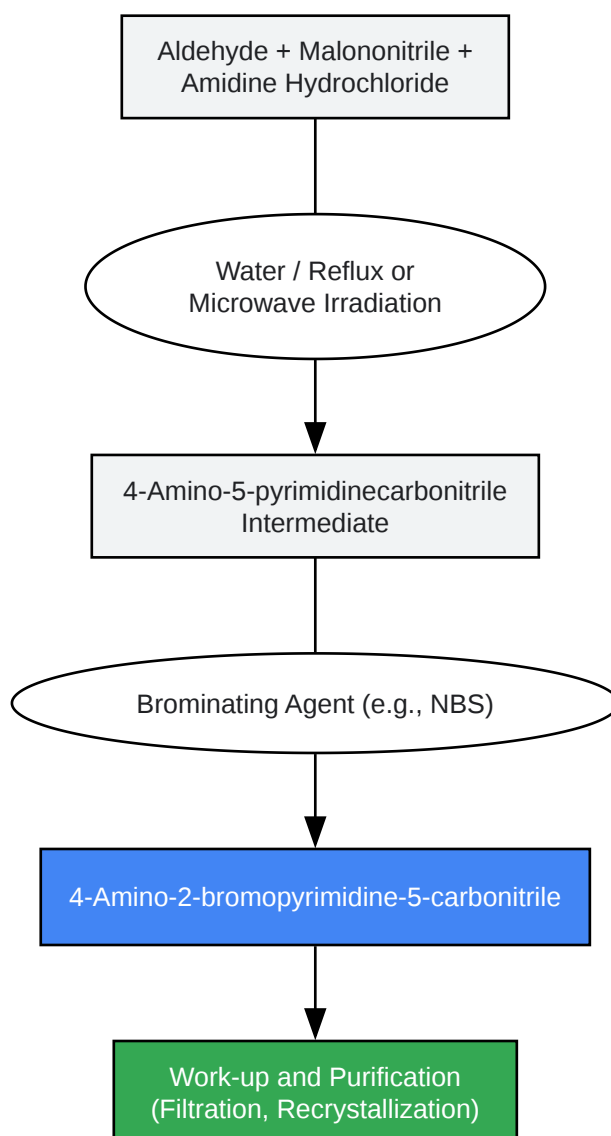 Aldehyde + Malononitrile +
Amidine Hydrochloride
Water / Reflux or
Microwave Irradiation
4-Amino-5-pyrimidinecarbonitrile
Intermediate
Brominating Agent (e.g., NBS)
4-Amino-2-bromopyrimidine-5-carbonitrile
Work-up and Purification
(Filtration, Recrystallization)